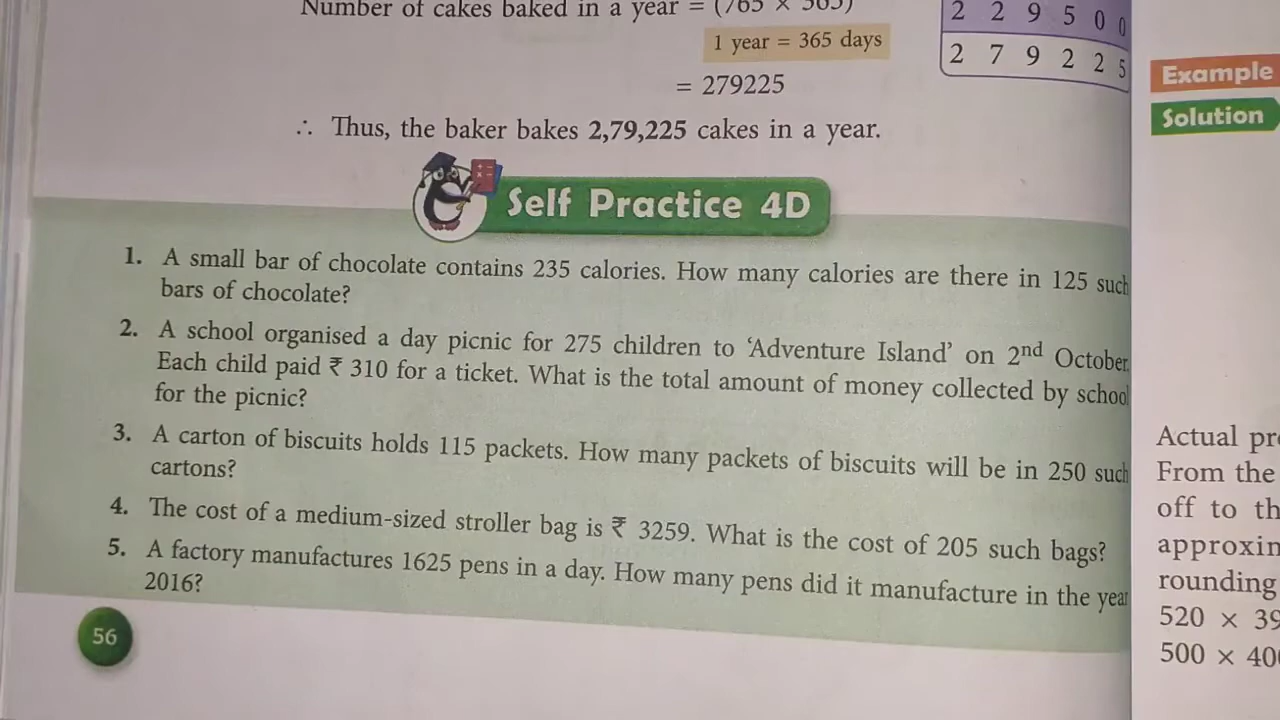 Number of cakes baked in a year = (765 × 365)
1 year = 365 days
= 279225
∴ Thus, the baker bakes 2,79,225 cakes in a year.
2 2 9 5 0 0
2 7 9 2 2 5
Self Practice 4D
1. A small bar of chocolate contains 235 calories. How many calories are there in 125 such
bars of chocolate?
2. A school organised a day picnic for 275 children to ‘Adventure Island’ on 2nd October.
Each child paid ₹ 310 for a ticket. What is the total amount of money collected by school
for the picnic?
3. A carton of biscuits holds 115 packets. How many packets of biscuits will be in 250 such
cartons?
4. The cost of a medium-sized stroller bag is ₹ 3259. What is the cost of 205 such bags?
5. A factory manufactures 1625 pens in a day. How many pens did it manufacture in the year
2016?
56
Example
Solution
Actual
From the
off to
rounding
520 × 39
500 × 40